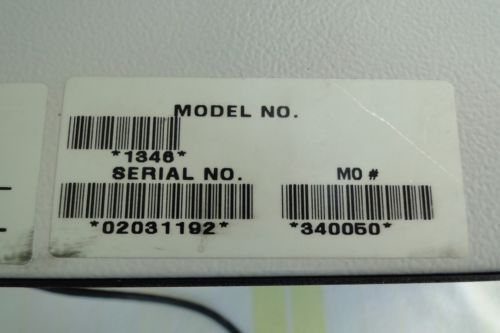 MODEL NO.
*1346*
SERIAL NO. MO #
*02031192* *340050*